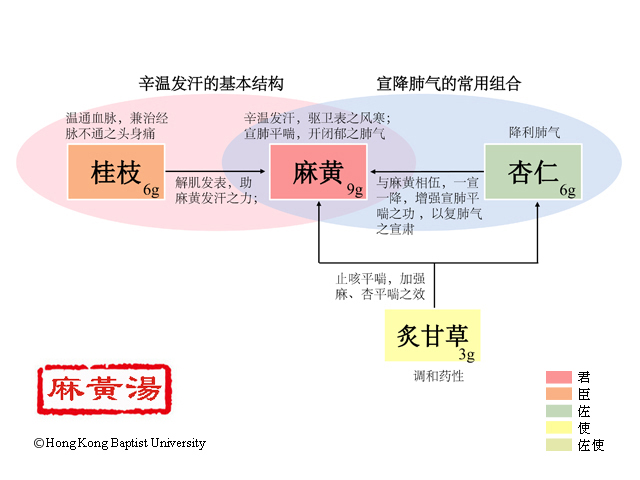 辛温发汗的基本结构
宣降肺气的常用组合
温通血脉，兼治经
脉不通之头身痛
辛温发汗，驱卫表之风寒；
宣肺平喘，开闭郁之肺气
降利肺气
桂枝
6g
解肌发表，助
麻黄发汗之力；
麻黄
9g
与麻黄相伍，一宣
一降，增强宣肺平
喘之功，以复肺气
之宣肃
杏仁
6g
止咳平喘，加强
麻、杏平喘之效
炙甘草
3g
调和药性
麻黃湯
©Hong Kong Baptist University
君
臣
佐
使
佐使